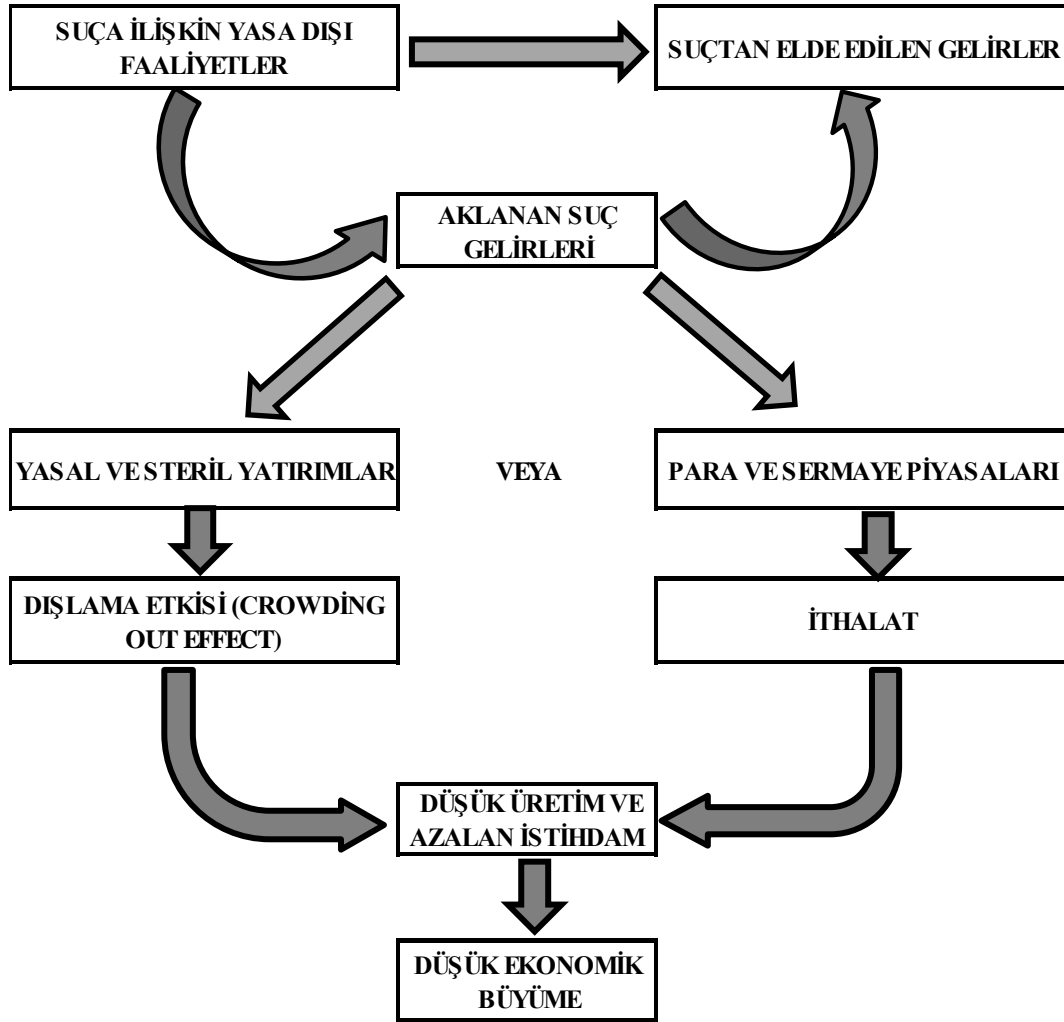 SUÇA İLİŞKİN YASA DIŞI
FAALİYETLER
SUÇTAN ELDE EDİLEN GELİRLER
AKLANAN SUÇ
GELİRLERİ
YASAL VE STERİL YATIRIMLAR
VEYA
PARA VE SERMAYE PİYASALARI
DIŞLAMA ETKİSİ (CROWDİNG
OUT EFFECT)
İTHALAT
DÜŞÜK ÜRETİM VE
AZALAN İSTİHDAM
DÜŞÜK EKONOMİK
BÜYÜME